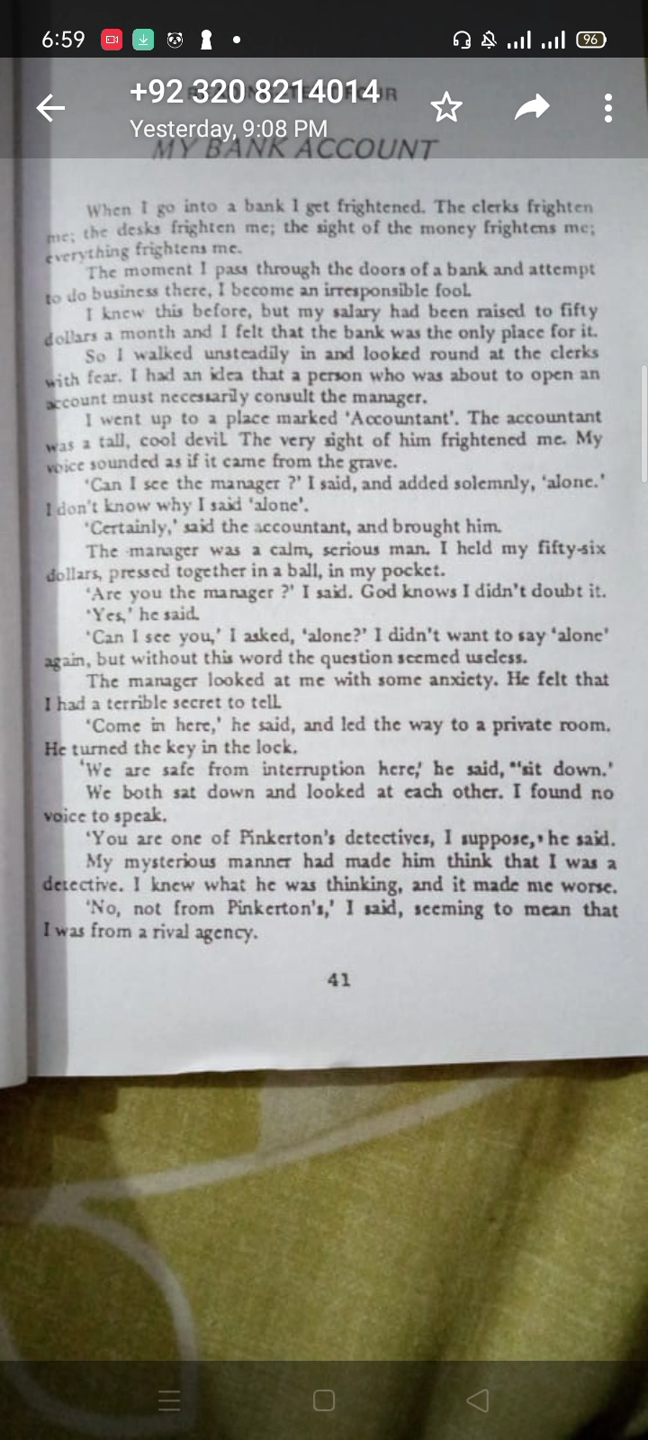 6:59
96
+92 320 8214014
Yesterday, 9:08 PM
MY BANK ACCOUNT
When I go into a bank I get frightened. The clerks frighten
me; the desks frighten me; the sight of the money frightens me;
everything frightens me.
The moment I pass through the doors of a bank and attempt
to do business there, I become an irresponsible fool.
I knew this before, but my salary had been raised to fifty
dollars a month and I felt that the bank was the only place for it.
So I walked unsteadily in and looked round at the clerks
with fear. I had an idea that a person who was about to open an
account must necessarily consult the manager.
I went up to a place marked ‘Accountant’. The accountant
was a tall, cool devil. The very sight of him frightened me. My
voice sounded as if it came from the grave.
‘Can I see the manager ?’ I said, and added solemnly, ‘alone.’
I don’t know why I said ‘alone’.
‘Certainly,’ said the accountant, and brought him.
The manager was a calm, serious man. I held my fifty-six
dollars, pressed together in a ball, in my pocket.
‘Are you the manager ?’ I said. God knows I didn’t doubt it.
‘Yes,’ he said.
‘Can I see you,’ I asked, ‘alone?’ I didn’t want to say ‘alone’
again, but without this word the question seemed useless.
The manager looked at me with some anxiety. He felt that
I had a terrible secret to tell.
‘Come in here,’ he said, and led the way to a private room.
He turned the key in the lock.
‘We are safe from interruption here,’ he said, “‘sit down.’
We both sat down and looked at each other. I found no
voice to speak.
‘You are one of Pinkerton’s detectives, I suppose,’ he said.
My mysterious manner had made him think that I was a
detective. I knew what he was thinking, and it made me worse.
‘No, not from Pinkerton’s,’ I said, seeming to mean that
I was from a rival agency.
41